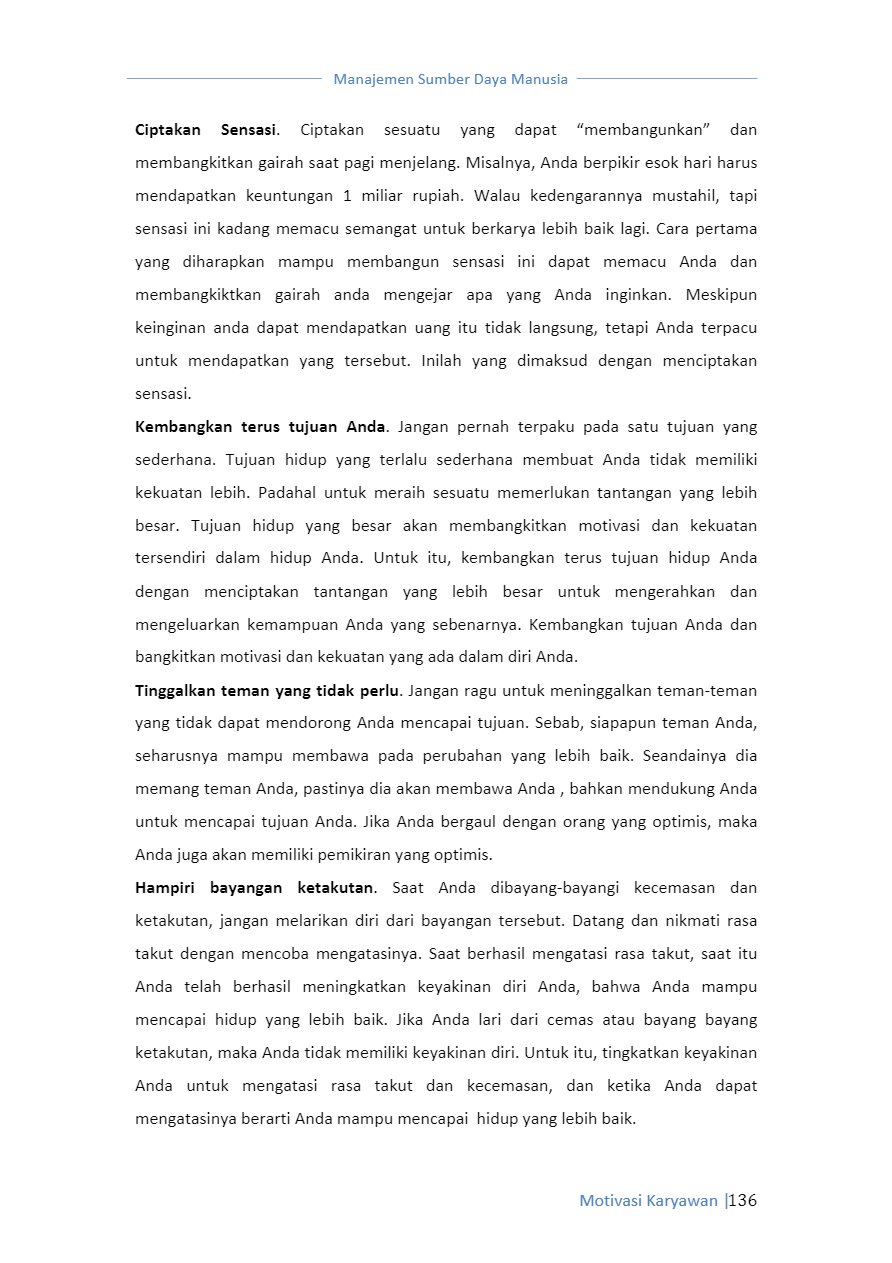 Manajemen Sumber Daya Manusia
Ciptakan Sensasi. Ciptakan sesuatu yang dapat “membangunkan” dan
membangkitkan gairah saat pagi menjelang. Misalnya, Anda berpikir esok hari harus
mendapatkan keuntungan 1 miliar rupiah. Walau kedengarannya mustahil, tapi
sensasi ini kadang memacu semangat untuk berkarya lebih baik lagi. Cara pertama
yang diharapkan mampu membangun sensasi ini dapat memacu Anda dan
membangkiktkan gairah anda mengejar apa yang Anda inginkan. Meskipun
keinginan anda dapat mendapatkan uang itu tidak langsung, tetapi Anda terpacu
untuk mendapatkan yang tersebut. Inilah yang dimaksud dengan menciptakan
sensasi.
Kembangkan terus tujuan Anda. Jangan pernah terpaku pada satu tujuan yang
sederhana. Tujuan hidup yang terlalu sederhana membuat Anda tidak memiliki
kekuatan lebih. Padahal untuk meraih sesuatu memerlukan tantangan yang lebih
besar. Tujuan hidup yang besar akan membangkitkan motivasi dan kekuatan
tersendiri dalam hidup Anda. Untuk itu, kembangkan terus tujuan hidup Anda
dengan menciptakan tantangan yang lebih besar untuk mengerahkan dan
mengeluarkan kemampuan Anda yang sebenarnya. Kembangkan tujuan Anda dan
bangkitkan motivasi dan kekuatan yang ada dalam diri Anda.
Tinggalkan teman yang tidak perlu. Jangan ragu untuk meninggalkan teman-teman
yang tidak dapat mendorong Anda mencapai tujuan. Sebab, siapapun teman Anda,
seharusnya mampu membawa pada perubahan yang lebih baik. Seandainya dia
memang teman Anda, pastinya dia akan membawa Anda , bahkan mendukung Anda
untuk mencapai tujuan Anda. Jika Anda bergaul dengan orang yang optimis, maka
Anda juga akan memiliki pemikiran yang optimis.
Hampiri bayangan ketakutan. Saat Anda dibayang-bayangi kecemasan dan
ketakutan, jangan melarikan diri dari bayangan tersebut. Datang dan nikmati rasa
takut dengan mencoba mengatasinya. Saat berhasil mengatasi rasa takut, saat itu
Anda telah berhasil meningkatkan keyakinan diri Anda, bahwa Anda mampu
mencapai hidup yang lebih baik. Jika Anda lari dari cemas atau bayang bayang
ketakutan, maka Anda tidak memiliki keyakinan diri. Untuk itu, tingkatkan keyakinan
Anda untuk mengatasi rasa takut dan kecemasan, dan ketika Anda dapat
mengatasinya berarti Anda mampu mencapai  hidup yang lebih baik.
Motivasi Karyawan |136